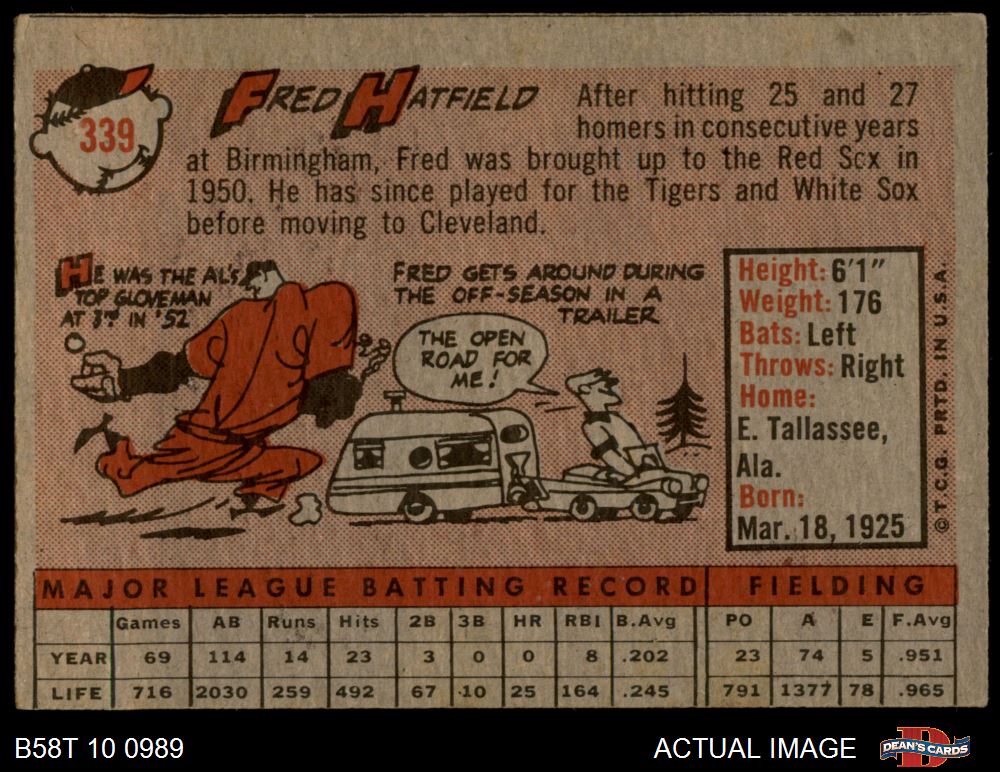 339
FRED HATFIELD
After hitting 25 and 27
homers in consecutive years
at Birmingham, Fred was brought up to the Red Sox in
1950. He has since played for the Tigers and White Sox
before moving to Cleveland.
HE WAS THE AL'S
TOP GLOVEMAN
AT 3rd IN '52
FRED GETS AROUND DURING
THE OFF-SEASON IN A
TRAILER
THE OPEN
ROAD FOR
ME!
Height: 6'1"
Weight: 176
Bats: Left
Throws: Right
Home:
E. Tallassee,
Ala.
Born:
Mar. 18, 1925
© T.C.G. PRTD. IN U.S.A.
MAJOR LEAGUE BATTING RECORD FIELDING
Games AB Runs Hits 2B 3B HR RBI B.Avg PO A E F.Avg
YEAR 69 114 14 23 3 0 0 8 .202 23 74 5 .951
LIFE 716 2030 259 492 67 10 25 164 .245 791 1377 78 .965
B58T 10 0989
ACTUAL IMAGE
DEAN'S CARDS